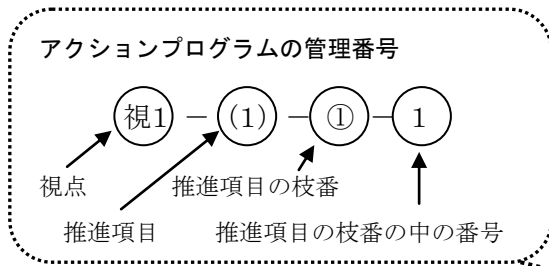 アクションプログラムの管理番号
視1 － (1) － ① － 1
視点
推進項目の枝番
推進項目
推進項目の枝番の中の番号